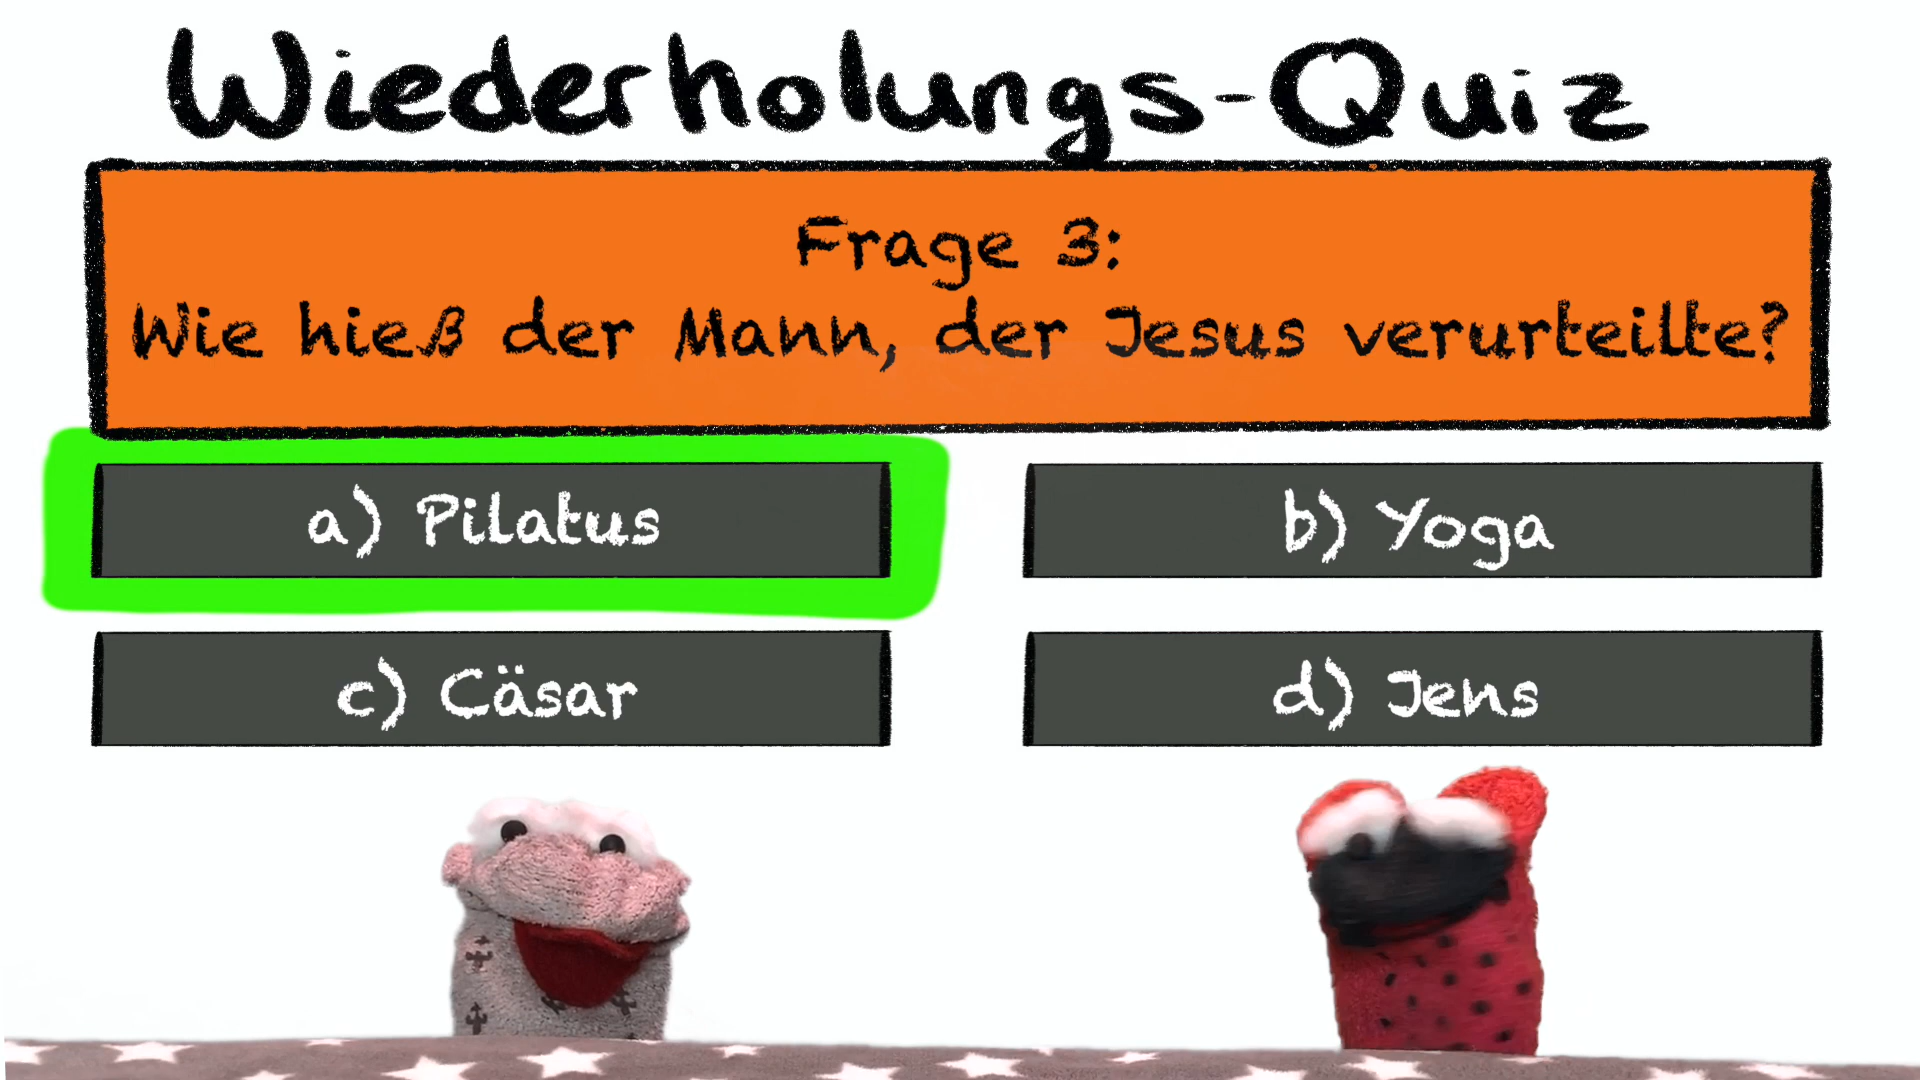 Wiederholungs-Quiz
Frage 3:
Wie hieß der Mann, der Jesus verurteilte?
a) Pilatus
b) Yoga
c) Cäsar
d) Jens